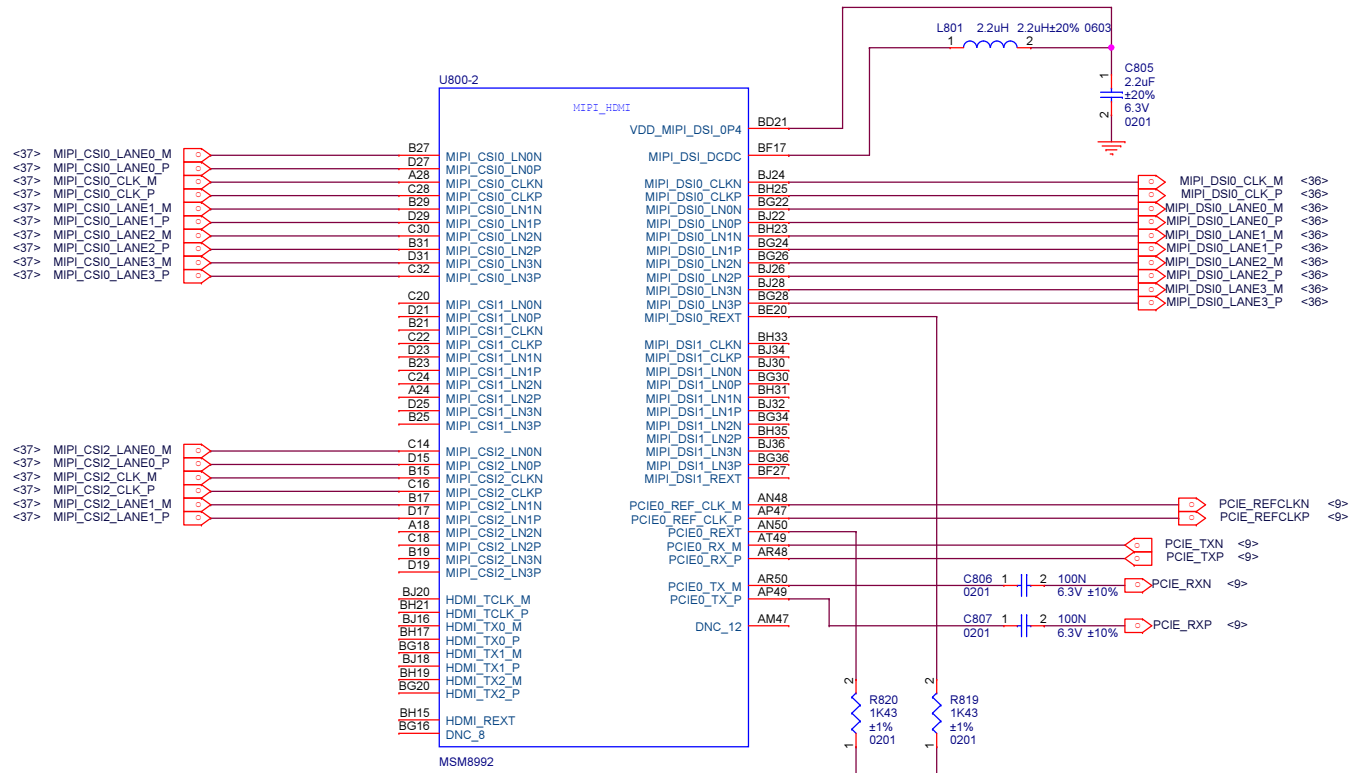 L801 2.2uH 2.2uH±20% 0603
1 2
C805
2.2uF
±20%
6.3V
0201
1
2
U800-2
MIPI_HDMI
VDD_MIPI_DSI_0P4 BD21
MIPI_DSI_DCDC BF17
<37> MIPI_CSI0_LANE0_M B27 MIPI_CSI0_LN0N
<37> MIPI_CSI0_LANE0_P D27 MIPI_CSI0_LN0P
<37> MIPI_CSI0_CLK_M A28 MIPI_CSI0_CLKN
<37> MIPI_CSI0_CLK_P C28 MIPI_CSI0_CLKP
<37> MIPI_CSI0_LANE1_M B29 MIPI_CSI0_LN1N
<37> MIPI_CSI0_LANE1_P D29 MIPI_CSI0_LN1P
<37> MIPI_CSI0_LANE2_M C30 MIPI_CSI0_LN2N
<37> MIPI_CSI0_LANE2_P B31 MIPI_CSI0_LN2P
<37> MIPI_CSI0_LANE3_M D31 MIPI_CSI0_LN3N
<37> MIPI_CSI0_LANE3_P C32 MIPI_CSI0_LN3P
MIPI_DSI0_CLKN BJ24 MIPI_DSI0_CLK_M <36>
MIPI_DSI0_CLKP BH25 MIPI_DSI0_CLK_P <36>
MIPI_DSI0_LN0N BG22 MIPI_DSI0_LANE0_M <36>
MIPI_DSI0_LN0P BJ22 MIPI_DSI0_LANE0_P <36>
MIPI_DSI0_LN1N BH23 MIPI_DSI0_LANE1_M <36>
MIPI_DSI0_LN1P BG24 MIPI_DSI0_LANE1_P <36>
MIPI_DSI0_LN2N BG26 MIPI_DSI0_LANE2_M <36>
MIPI_DSI0_LN2P BJ26 MIPI_DSI0_LANE2_P <36>
MIPI_DSI0_LN3N BJ28 MIPI_DSI0_LANE3_M <36>
MIPI_DSI0_LN3P BG28 MIPI_DSI0_LANE3_P <36>
MIPI_DSI0_REXT BE20
C20 MIPI_CSI1_LN0N
D21 MIPI_CSI1_LN0P
B21 MIPI_CSI1_CLKN
C22 MIPI_CSI1_CLKP
D23 MIPI_CSI1_LN1N
B23 MIPI_CSI1_LN1P
C24 MIPI_CSI1_LN2N
A24 MIPI_CSI1_LN2P
D25 MIPI_CSI1_LN3N
B25 MIPI_CSI1_LN3P
MIPI_DSI1_CLKN BH33
MIPI_DSI1_CLKP BJ34
MIPI_DSI1_LN0N BJ30
MIPI_DSI1_LN0P BG30
MIPI_DSI1_LN1N BH31
MIPI_DSI1_LN1P BJ32
MIPI_DSI1_LN2N BG34
MIPI_DSI1_LN2P BH35
MIPI_DSI1_LN3N BJ36
MIPI_DSI1_LN3P BG36
MIPI_DSI1_REXT BF27
<37> MIPI_CSI2_LANE0_M C14 MIPI_CSI2_LN0N
<37> MIPI_CSI2_LANE0_P D15 MIPI_CSI2_LN0P
<37> MIPI_CSI2_CLK_M B15 MIPI_CSI2_CLKN
<37> MIPI_CSI2_CLK_P C16 MIPI_CSI2_CLKP
<37> MIPI_CSI2_LANE1_M B17 MIPI_CSI2_LN1N
<37> MIPI_CSI2_LANE1_P D17 MIPI_CSI2_LN1P
A18 MIPI_CSI2_LN2N
C18 MIPI_CSI2_LN2P
B19 MIPI_CSI2_LN3N
D19 MIPI_CSI2_LN3P
PCIE0_REF_CLK_M AN48 PCIE_REFCLKN <9>
PCIE0_REF_CLK_P AP47 PCIE_REFCLKP <9>
PCIE0_REXT AN50
PCIE0_RX_M AT49 PCIE_TXN <9>
PCIE0_RX_P AR48 PCIE_TXP <9>
PCIE0_TX_M AR50 C806 1 2 100N PCIE_RXN <9>
0201 6.3V ±10%
PCIE0_TX_P AP49 C807 1 2 100N PCIE_RXP <9>
0201 6.3V ±10%
DNC_12 AM47
BJ20 HDMI_TCLK_M
BH21 HDMI_TCLK_P
BJ16 HDMI_TX0_M
BH17 HDMI_TX0_P
BG18 HDMI_TX1_M
BJ18 HDMI_TX1_P
BH19 HDMI_TX2_M
BG20 HDMI_TX2_P
BH15 HDMI_REXT
BG16 DNC_8
MSM8992
2
R820
1K43
±1%
0201
1
2
R819
1K43
±1%
0201
1